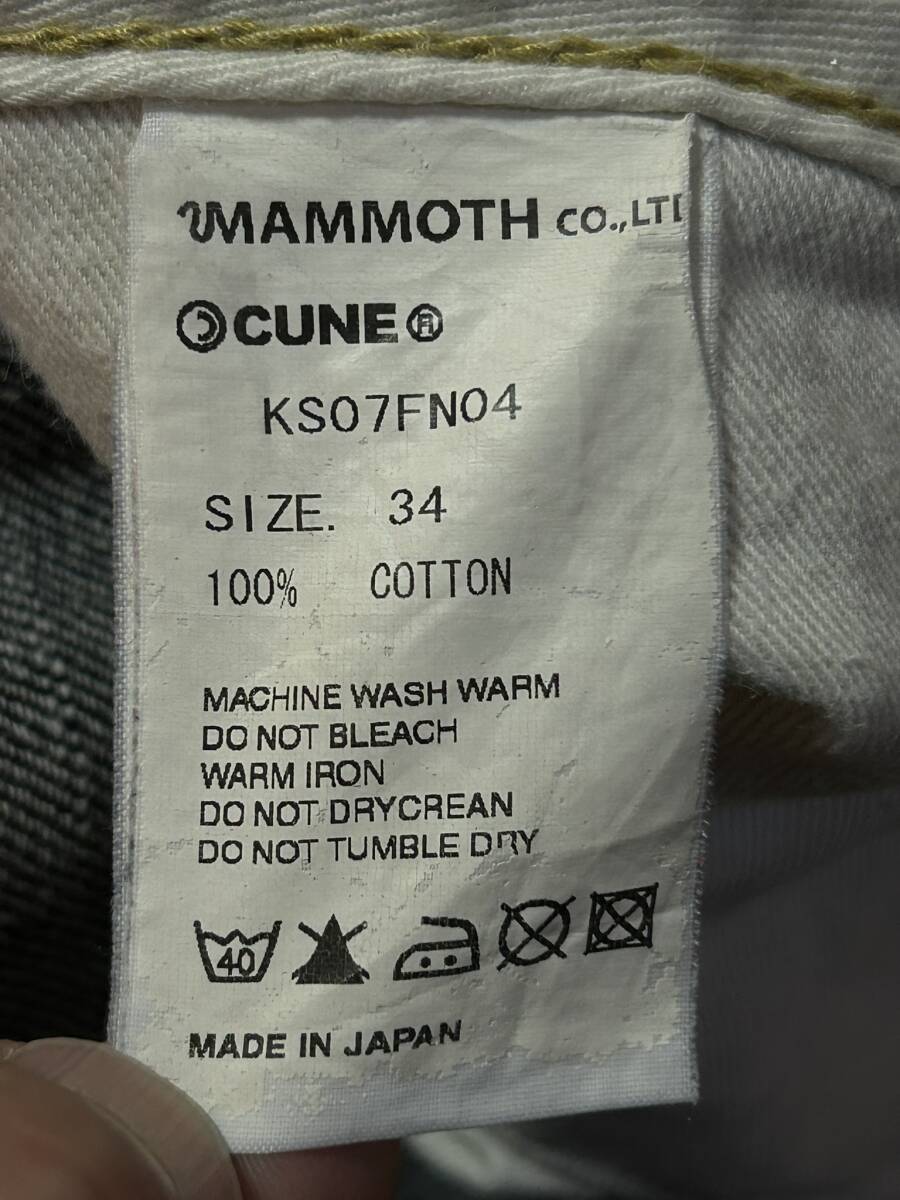 MAMMOTH CO.,LTD
CUNE®
KS07FN04
SIZE. 34
100% COTTON
MACHINE WASH WARM
DO NOT BLEACH
WARM IRON
DO NOT DRYCREAN
DO NOT TUMBLE DRY
40
MADE IN JAPAN